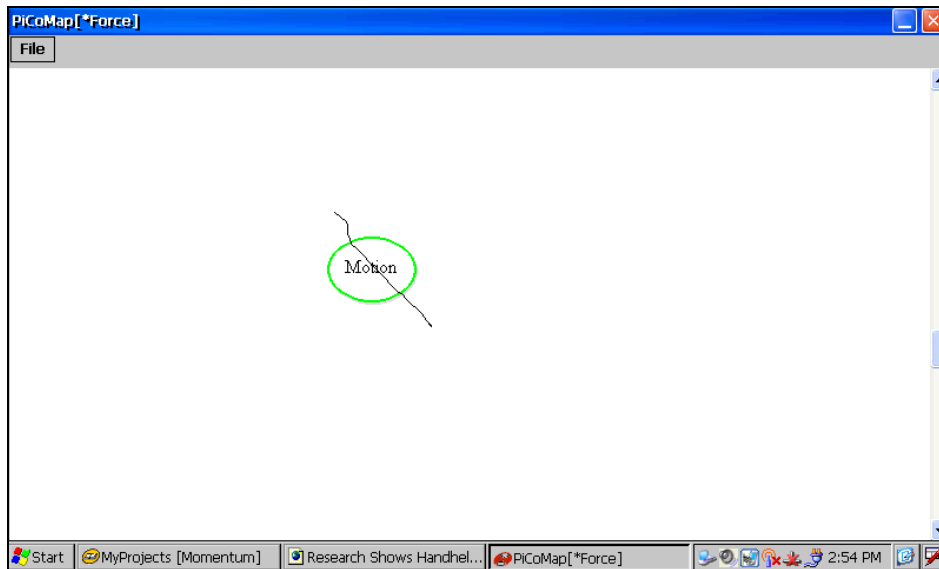 PiCoMap[*Force]
File
Motion
Start
MyProjects [Momentum]
Research Shows Handhel...
PiCoMap[*Force]
2:54 PM